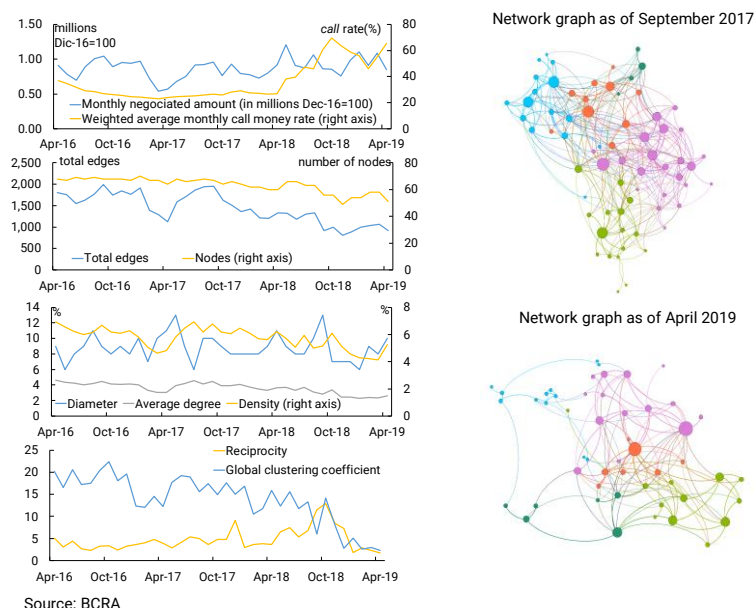 millions
Dic-16=100
call rate(%)
1.50
1.25
1.00
0.75
0.50
0.25
0.00
80
60
40
20
0
Monthly negociated amount (in millions Dec-16=100)
Weighted average monthly call money rate (right axis)
Apr-16 Oct-16 Apr-17 Oct-17 Apr-18 Oct-18 Apr-19
total edges
number of nodes
2,500
2,000
1,500
1,000
500
0
80
60
40
20
0
Total edges Nodes (right axis)
Apr-16 Oct-16 Apr-17 Oct-17 Apr-18 Oct-18 Apr-19
%
%
14
12
10
8
6
4
2
0
8
6
4
2
0
Diameter Average degree Density (right axis)
Apr-16 Oct-16 Apr-17 Oct-17 Apr-18 Oct-18 Apr-19
Reciprocity
Global clustering coefficient
25
20
15
10
5
0
Apr-16 Oct-16 Apr-17 Oct-17 Apr-18 Oct-18 Apr-19
Source: BCRA
Network graph as of September 2017
Network graph as of April 2019